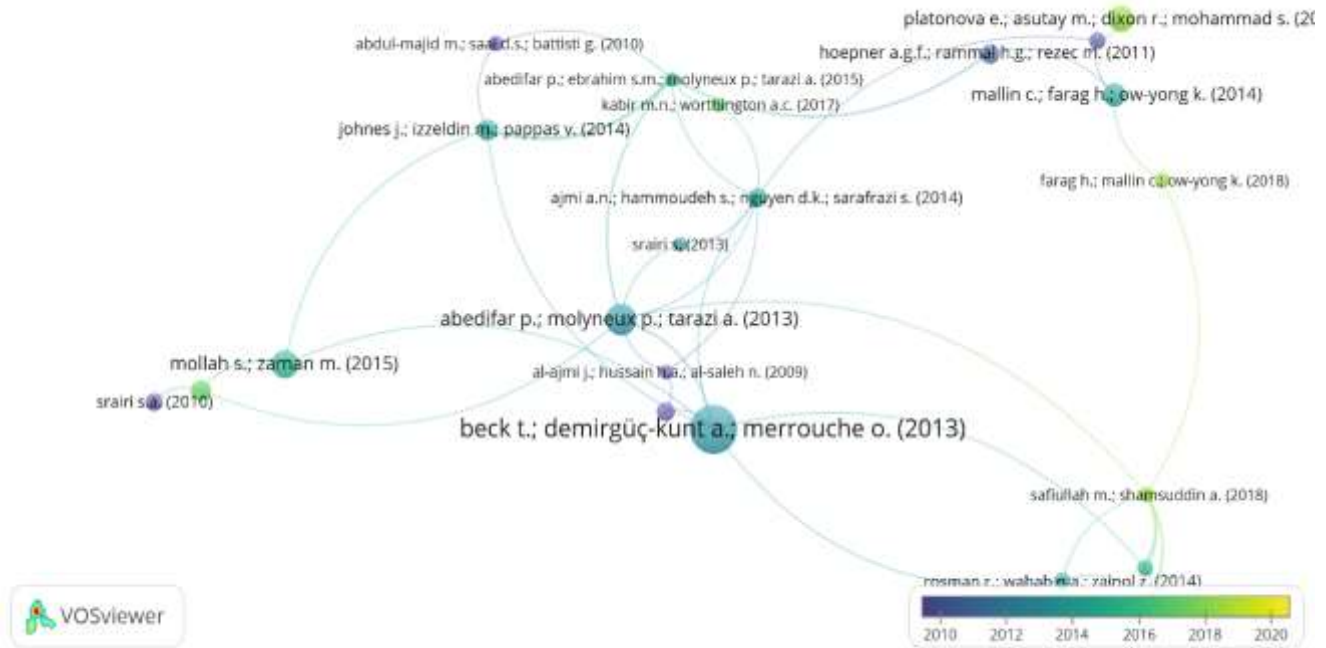 platonova e.; asutay m.; dixon r.; mohammad s. (20
abdul-majid m.; saal d.s.; battisti g. (2010)
hoepner a.g.f.; rammal h.g.; rezec m. (2011)
abedifar p.; ebrahim s.m.; molyneux p.; tarazi a. (2015)
mallin c.; farag h.; ow-yong k. (2014)
kabir m.n.; worthington a.c. (2017)
johnes j.; izzeldin m.; pappas v. (2014)
farag h.; mallin c.; ow-yong k. (2018)
ajmi a.n.; hammoudeh s.; nguyen d.k.; sarafrazi s. (2014)
srairi s. (2013)
abedifar p.; molyneux p.; tarazi a. (2013)
mollah s.; zaman m. (2015)
al-ajmi j.; hussain h.a.; al-saleh n. (2009)
srairi s.a. (2010)
beck t.; demirgüç-kunt a.; merrouche o. (2013)
safiullah m.; shamsuddin a. (2018)
rosman r.; wahab n.a.; zainol z. (2014)
VOSviewer
2010 2012 2014 2016 2018 2020